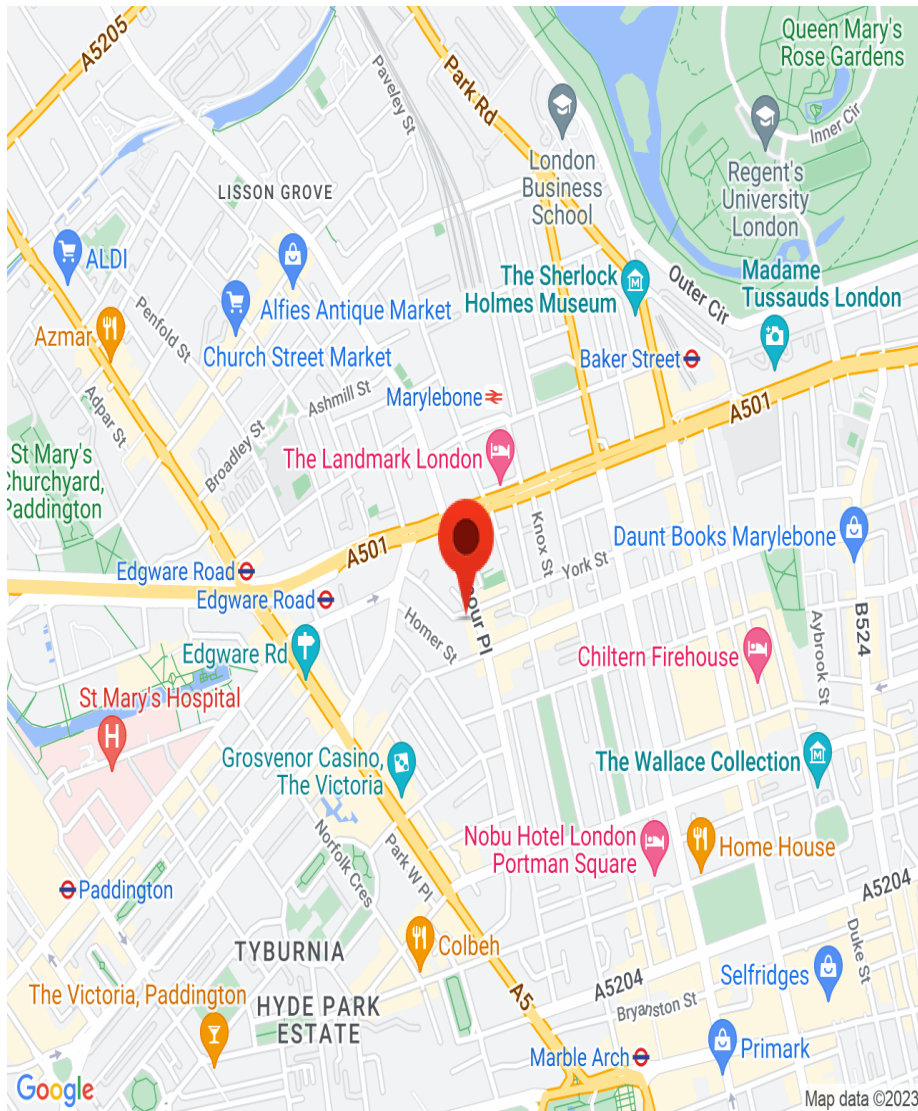 A5205
Paveley St
Park Rd
Queen Mary's
Rose Gardens
Inner Cir
London
Business
School
Regent's
University
London
LISSON GROVE
ALDI
Alfies Antique Market
The Sherlock
Holmes Museum
Outer Cir
Madame
Tussauds London
Azmar
Penfold St
Church Street Market
Baker Street
Adpar St
Ashmill St
Marylebone
A501
Broadley St
St Mary's
Churchyard,
Paddington
The Landmark London
Knox St
Daunt Books Marylebone
A501
Edgware Road
York St
Edgware Road
Homer St
our Pl
Aybrook St
B524
Edgware Rd
Chiltern Firehouse
St Mary's Hospital
H
Grosvenor Casino,
The Victoria
The Wallace Collection
Norfolk Cres
Park W Pl
Nobu Hotel London
Portman Square
Home House
Paddington
A5204
Colbeh
Duke St
TYBURNIA
Selfridges
The Victoria, Paddington
HYDE PARK
ESTATE
A5
A5204
Bryanston St
Marble Arch
Primark
Google
Map data ©2023